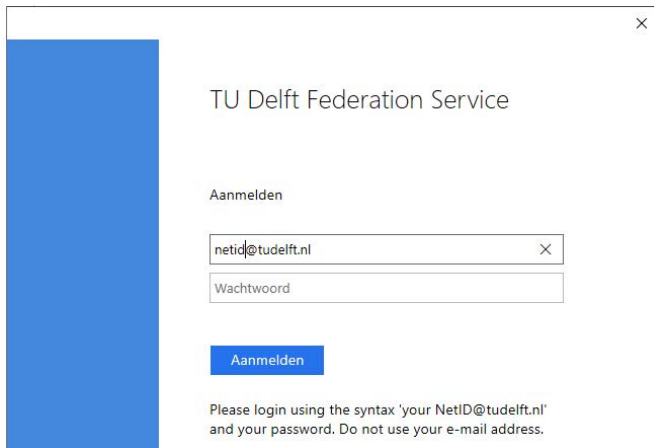 TU Delft Federation Service
Aanmelden
netid@tudelft.nl
Wachtwoord
Aanmelden
Please login using the syntax 'your NetID@tudelft.nl'
and your password. Do not use your e-mail address.